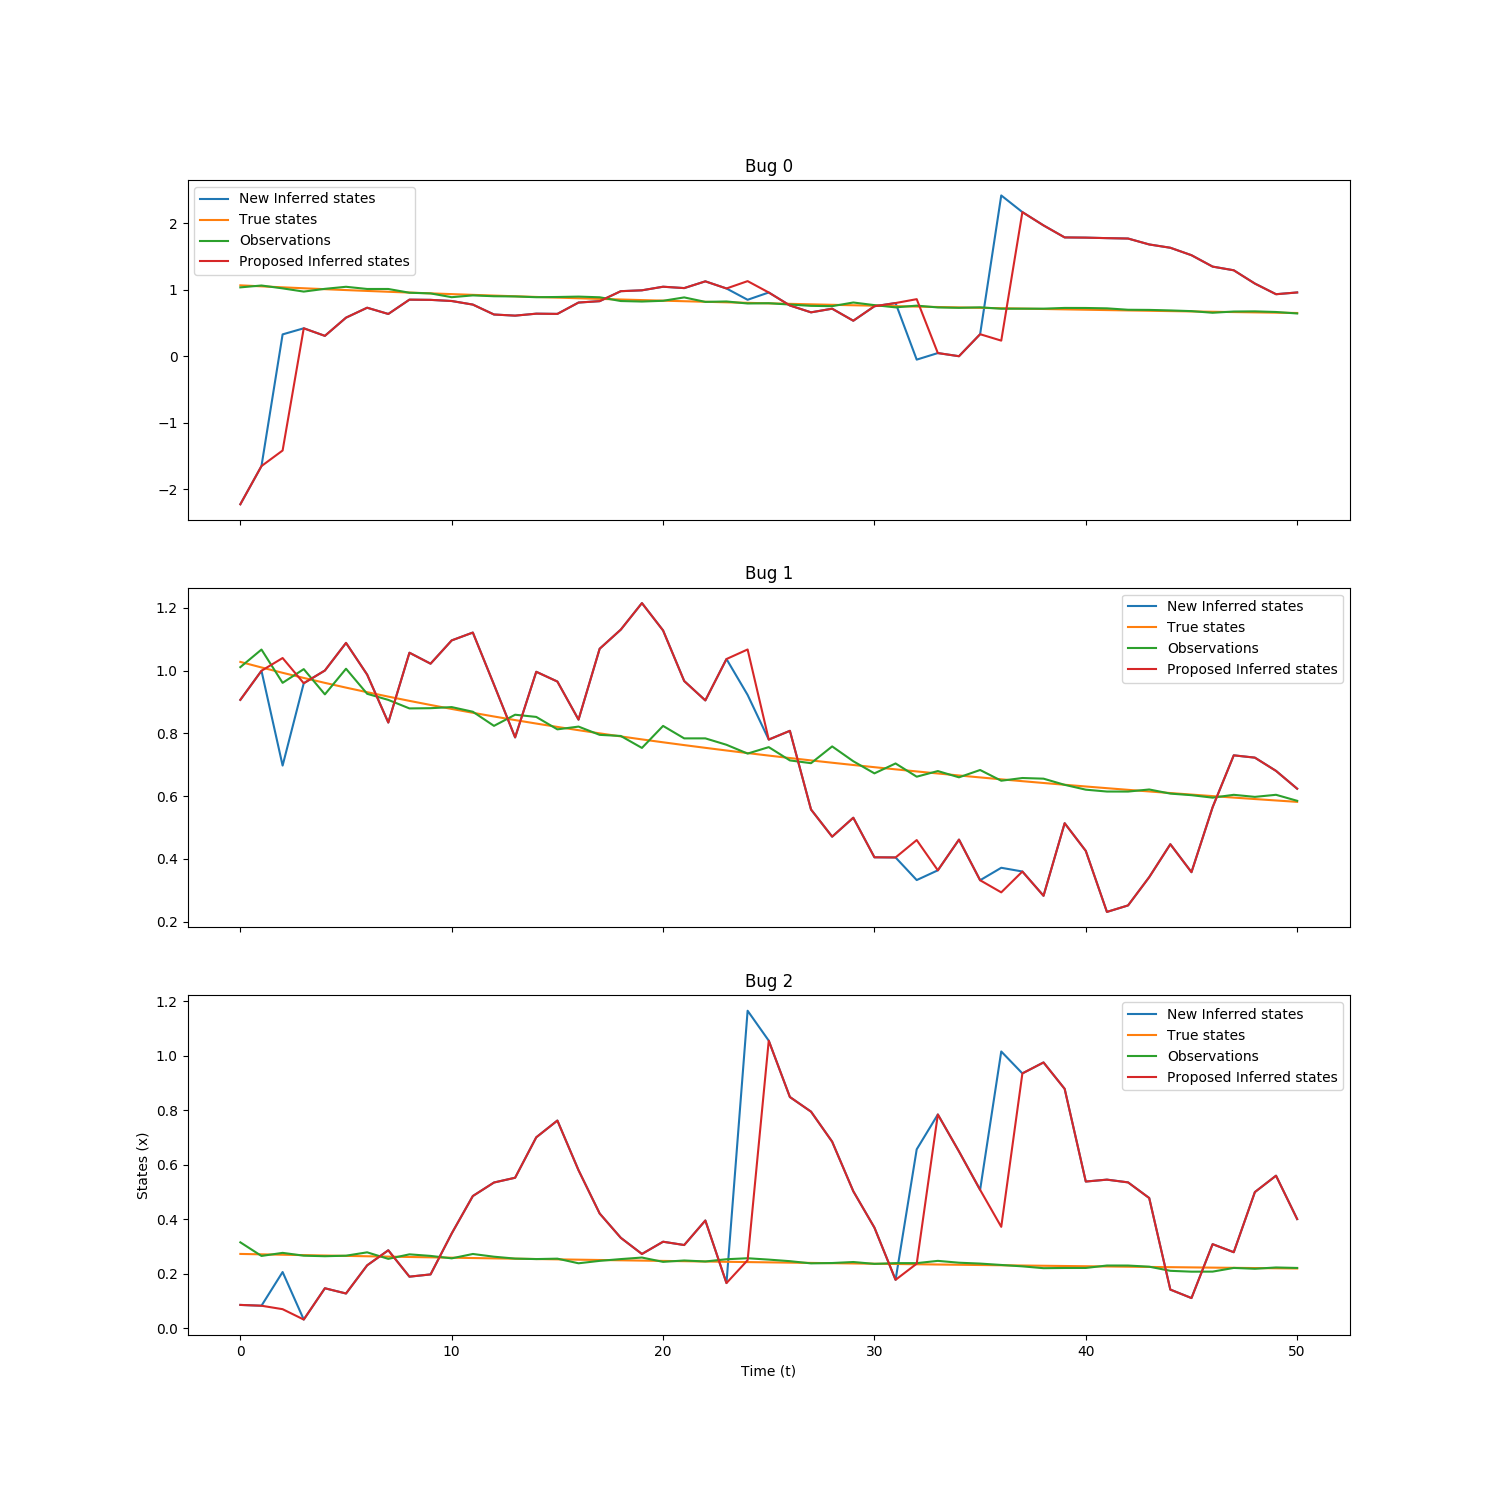 Bug 0
New Inferred states
True states
Observations
Proposed Inferred states
2
1
0
−1
−2
Bug 1
New Inferred states
True states
Observations
Proposed Inferred states
1.2
1.0
0.8
0.6
0.4
0.2
Bug 2
New Inferred states
True states
Observations
Proposed Inferred states
1.2
1.0
0.8
0.6
0.4
0.2
0.0
States (x)
0 10 20 30 40 50
Time (t)